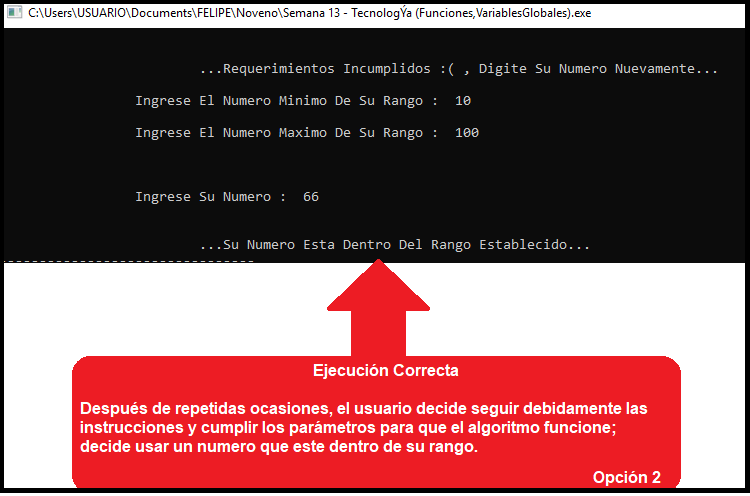 C:\Users\USUARIO\Documents\FELIPE\Noveno\Semana 13 - TecnologÝa (Funciones,VariablesGlobales).exe
...Requerimientos Incumplidos :( , Digite Su Numero Nuevamente...
Ingrese El Numero Minimo De Su Rango :  10
Ingrese El Numero Maximo De Su Rango :  100
Ingrese Su Numero :  66
...Su Numero Esta Dentro Del Rango Establecido...
--------------------------------
Ejecución Correcta
Después de repetidas ocasiones, el usuario decide seguir debidamente las
instrucciones y cumplir los parámetros para que el algoritmo funcione;
decide usar un numero que este dentro de su rango.
Opción 2